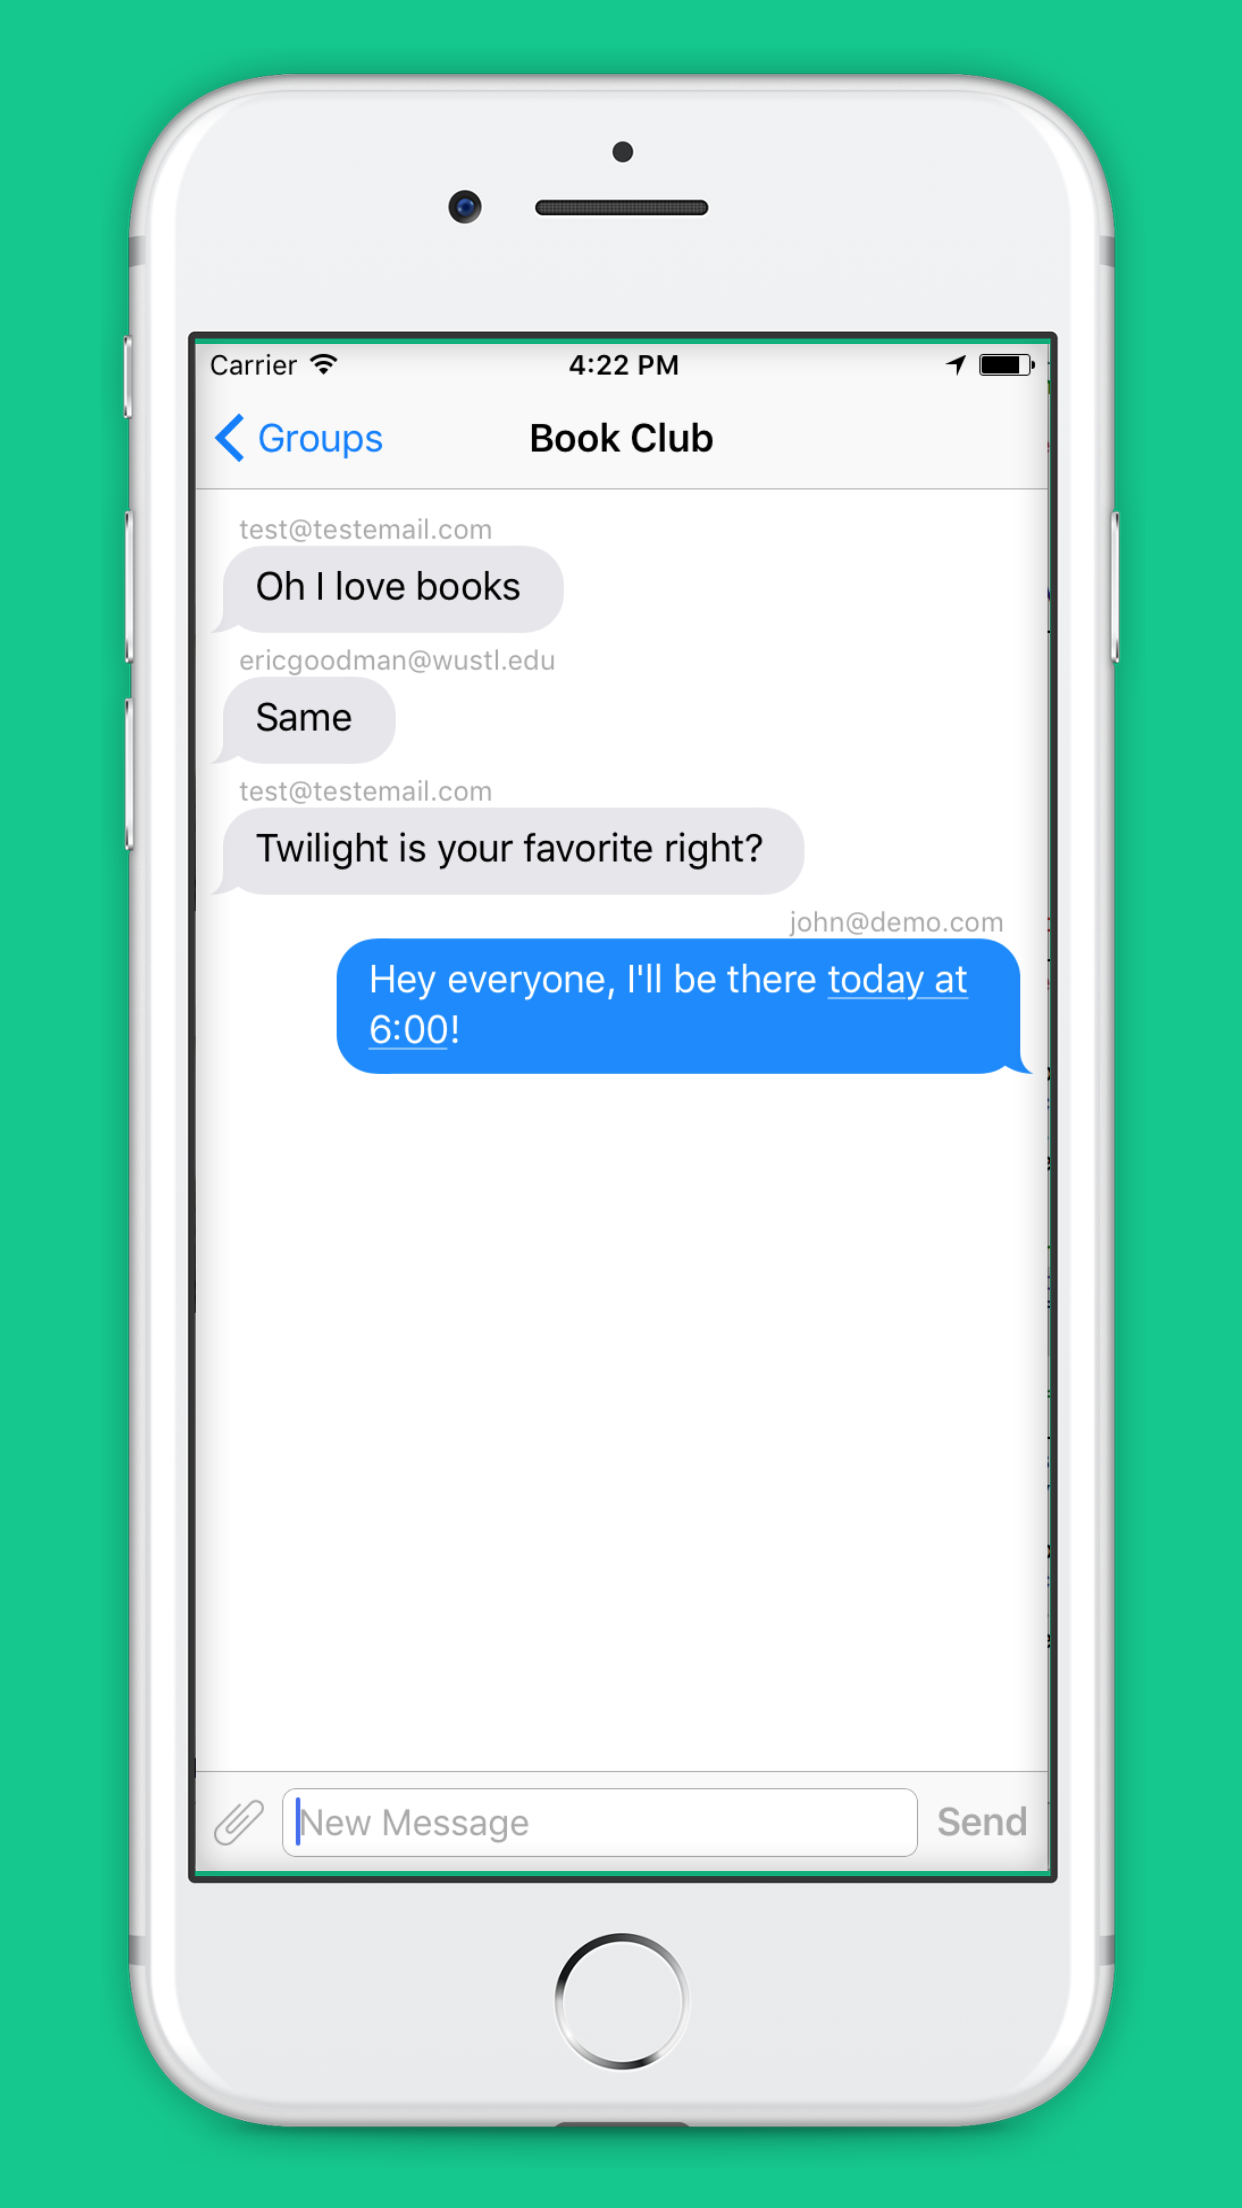 Carrier 4:22 PM
Groups Book Club
test@testemail.com
Oh I love books
ericgoodman@wustl.edu
Same
test@testemail.com
Twilight is your favorite right?
john@demo.com
Hey everyone, I'll be there today at
6:00!
New Message Send